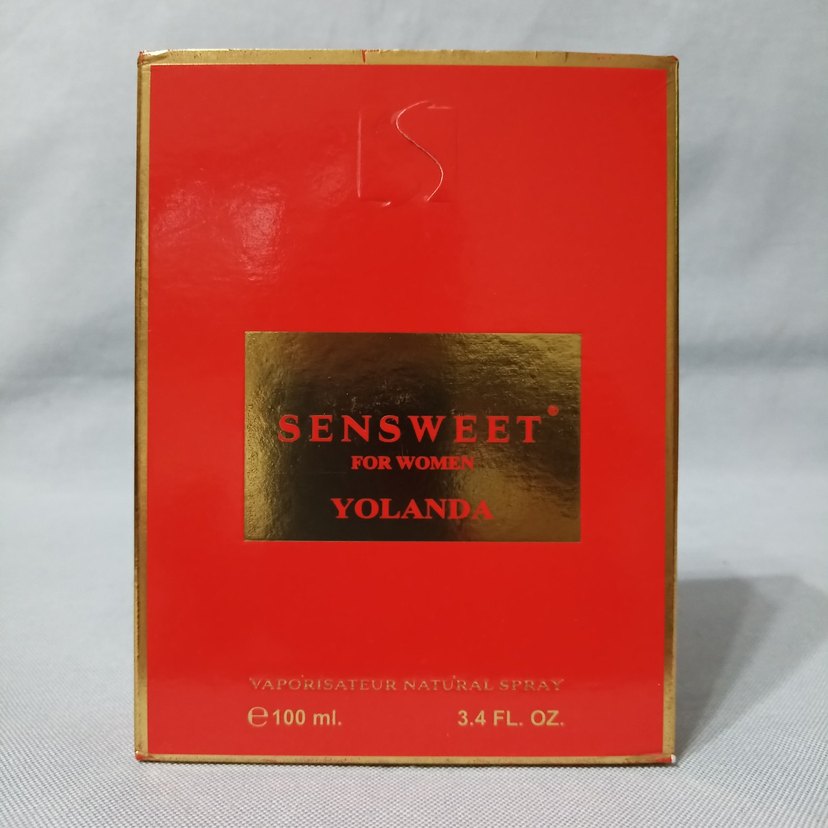 S
SENSWEET
FOR WOMEN
YOLANDA
VAPORISATEUR NATURAL SPRAY
℮100 ml. 3.4 FL. OZ.